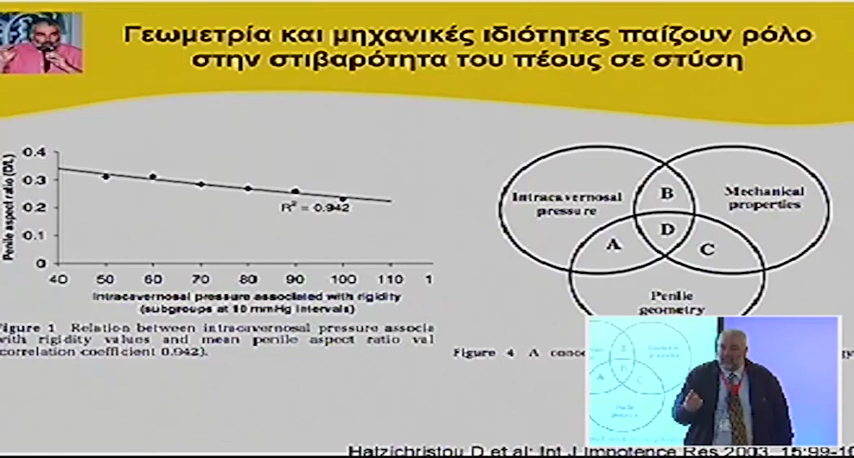 Γεωμετρία και μηχανικές ιδιότητες παίζουν ρόλο
στην στιβαρότητα του πέους σε στύση
Penile aspect ratio (D/L)
0.4
0.3
0.2
0.1
0
R² = 0.942
40 50 60 70 80 90 100 110 1
Intracavernosal pressure associated with rigidity
(subgroups at 10 mmHg intervals)
igure 1 Relation between intracavernosal pressure associa
with rigidity values and mean penile aspect ratio val
correlation coefficient 0.942).
Intracavernosal
pressure
Mechanical
properties
B
D
A
C
Penile
geometry
Figure 4 A conce
Hatzichristou D et al: Int J Impotence Res 2003, 15:99-10